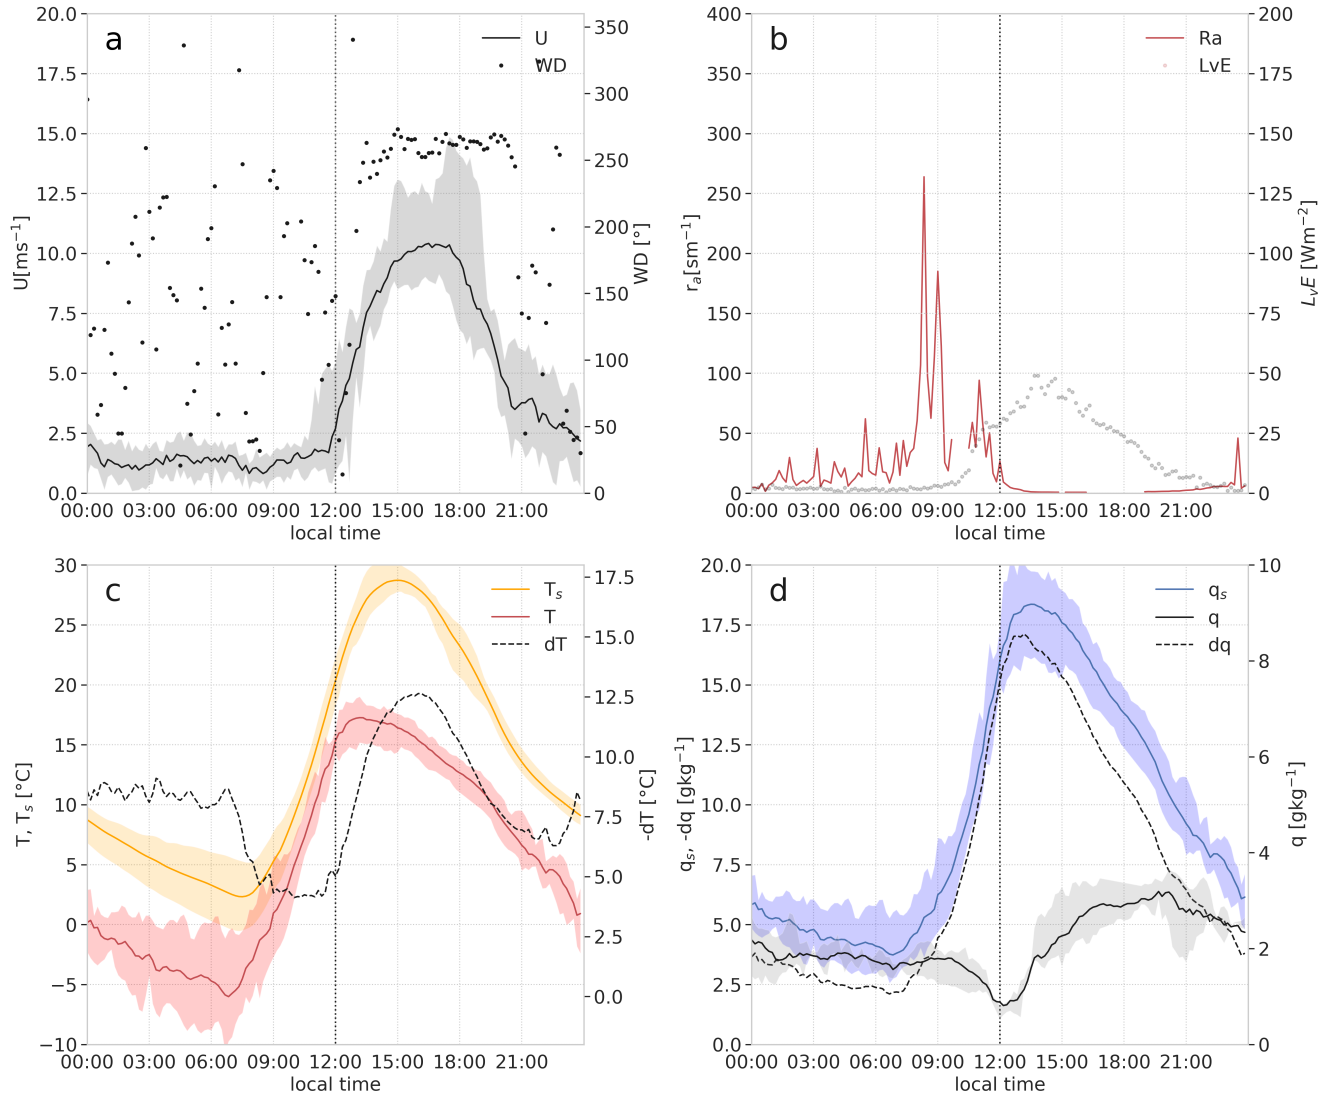 a
U
WD
20.0
17.5
15.0
12.5
10.0
7.5
5.0
2.5
0.0
U[ms⁻¹]
350
300
250
200
150
100
50
0
WD [°]
00:00 03:00 06:00 09:00 12:00 15:00 18:00 21:00
local time
b
Ra
LvE
400
350
300
250
200
150
100
50
0
rₐ[sm⁻¹]
200
175
150
125
100
75
50
25
0
LᵥE [Wm⁻²]
00:00 03:00 06:00 09:00 12:00 15:00 18:00 21:00
local time
c
Tₛ
T
dT
30
25
20
15
10
5
0
−5
−10
T, Tₛ [°C]
17.5
15.0
12.5
10.0
7.5
5.0
2.5
0.0
-dT [°C]
00:00 03:00 06:00 09:00 12:00 15:00 18:00 21:00
local time
d
qₛ
q
dq
20.0
17.5
15.0
12.5
10.0
7.5
5.0
2.5
0.0
qₛ, -dq [gkg⁻¹]
10
8
6
4
2
0
q [gkg⁻¹]
00:00 03:00 06:00 09:00 12:00 15:00 18:00 21:00
local time